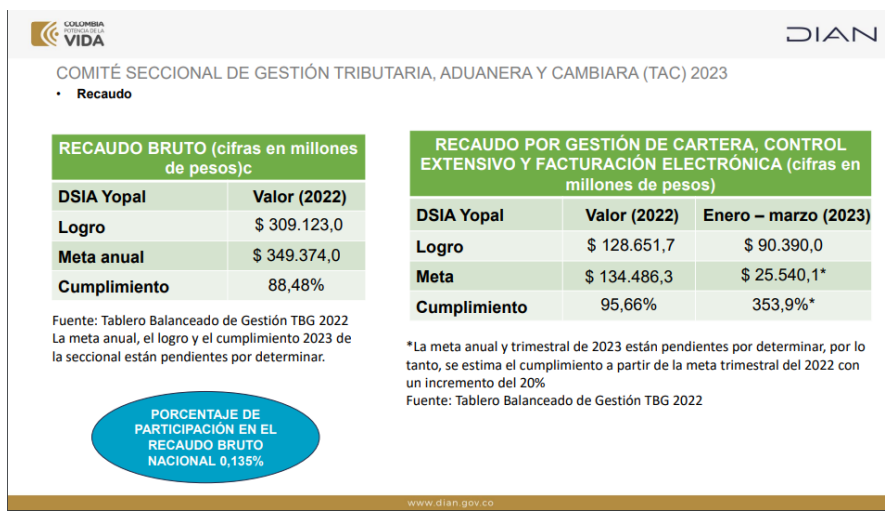 COLOMBIA
POTENCIA DE LA
VIDA
DIAN
COMITÉ SECCIONAL DE GESTIÓN TRIBUTARIA, ADUANERA Y CAMBIARA (TAC) 2023
• Recaudo
RECAUDO BRUTO (cifras en millones
de pesos)c
DSIA Yopal Valor (2022)
Logro $ 309.123,0
Meta anual $ 349.374,0
Cumplimiento 88,48%
Fuente: Tablero Balanceado de Gestión TBG 2022
La meta anual, el logro y el cumplimiento 2023 de
la seccional están pendientes por determinar.
PORCENTAJE DE
PARTICIPACIÓN EN EL
RECAUDO BRUTO
NACIONAL 0,135%
RECAUDO POR GESTIÓN DE CARTERA, CONTROL
EXTENSIVO Y FACTURACIÓN ELECTRÓNICA (cifras en
millones de pesos)
DSIA Yopal Valor (2022) Enero – marzo (2023)
Logro $ 128.651,7 $ 90.390,0
Meta $ 134.486,3 $ 25.540,1*
Cumplimiento 95,66% 353,9%*
*La meta anual y trimestral de 2023 están pendientes por determinar, por lo
tanto, se estima el cumplimiento a partir de la meta trimestral del 2022 con
un incremento del 20%
Fuente: Tablero Balanceado de Gestión TBG 2022
www.dian.gov.co